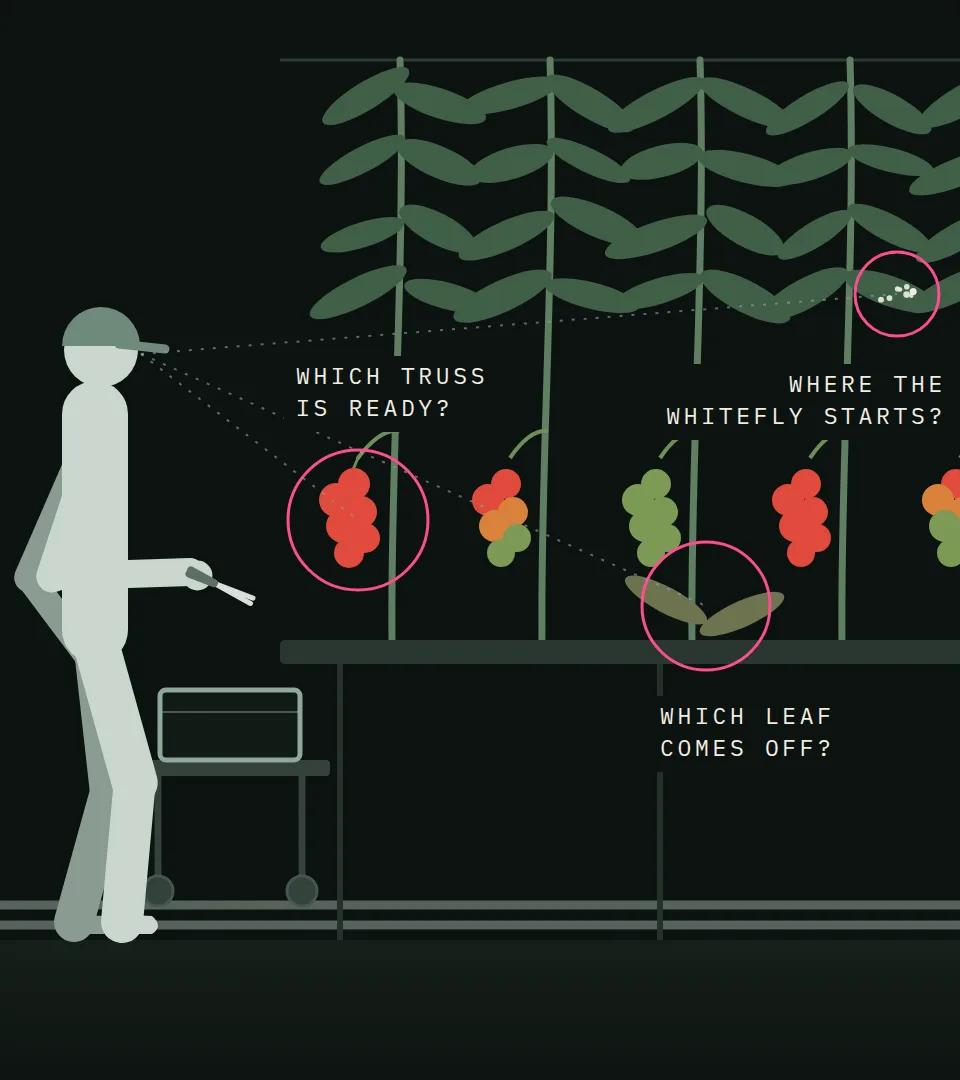 WHICH TRUSS
IS READY?
WHERE THE
WHITEFLY STARTS?
WHICH LEAF
COMES OFF?